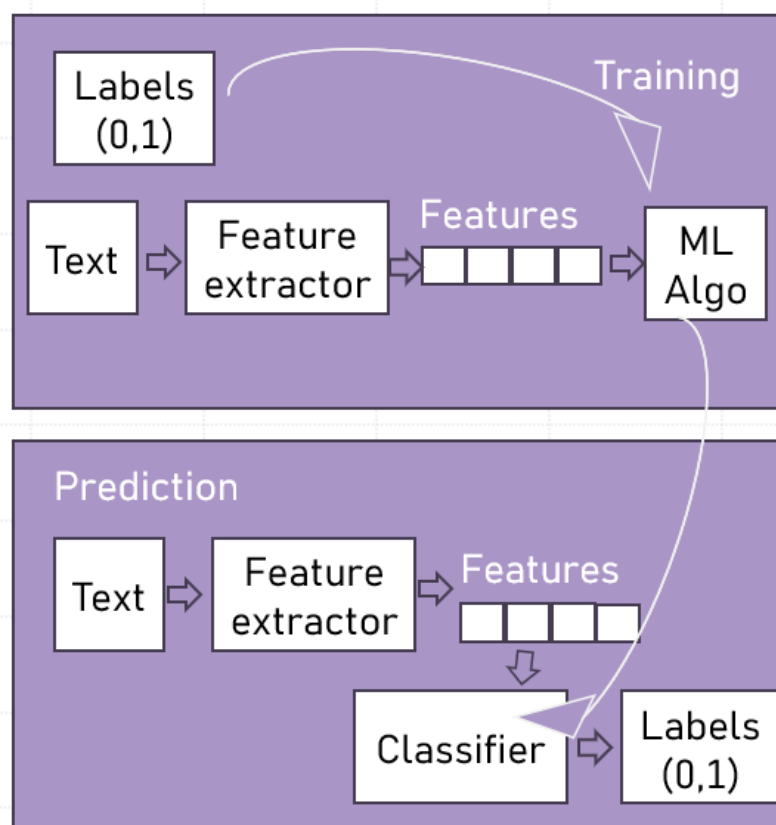 Labels
(0,1)
Training
Text
Feature
extractor
Features
ML
Algo
Prediction
Text
Feature
extractor
Features
Classifier
Labels
(0,1)